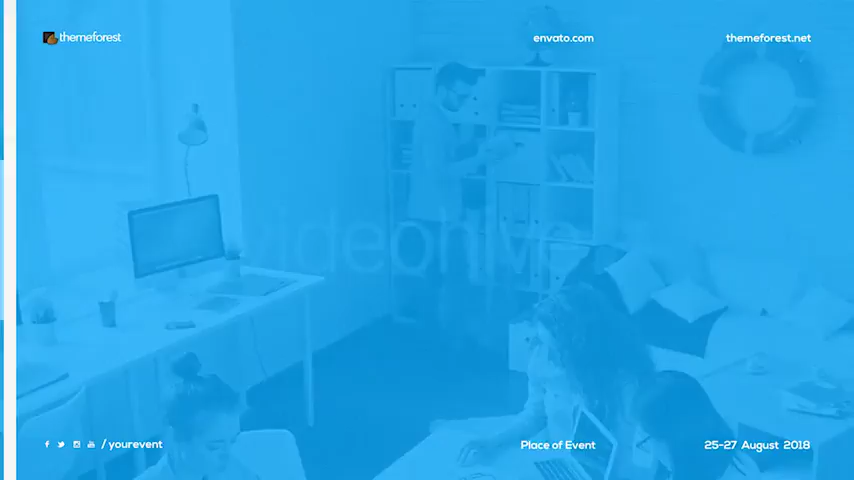 themeforest
envato.com
themeforest.net
videohive
/yourevent
Place of Event
25-27 August 2018